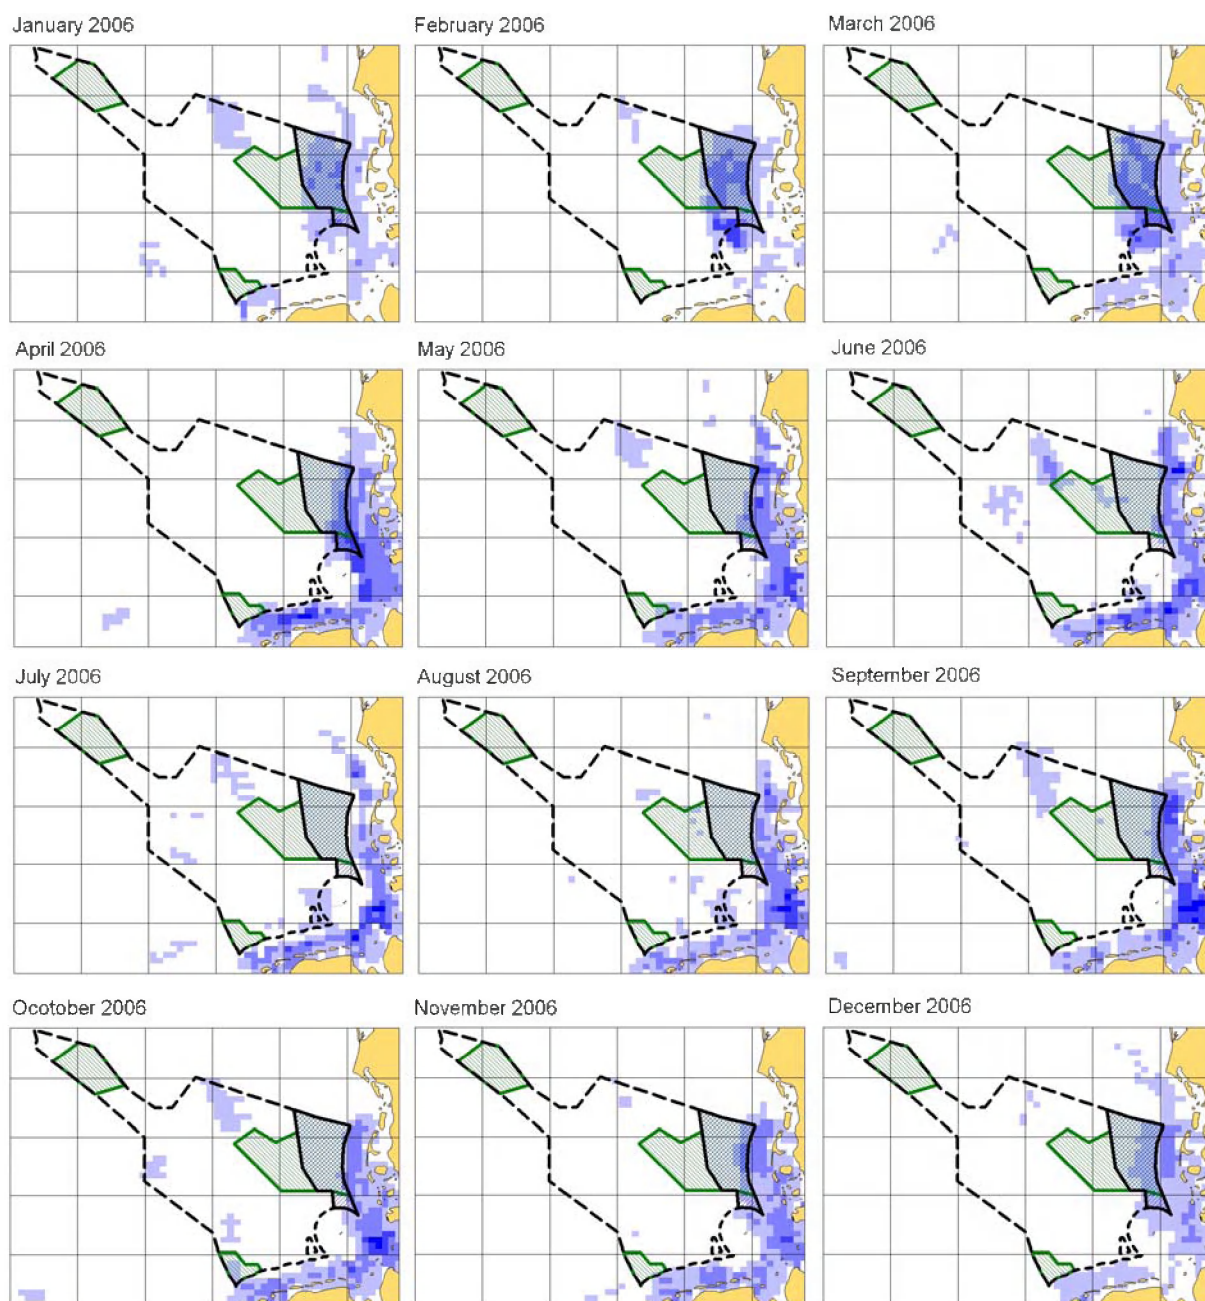 January 2006
February 2006
March 2006
April 2006
May 2006
June 2006
July 2006
August 2006
September 2006
Ocotober 2006
November 2006
December 2006